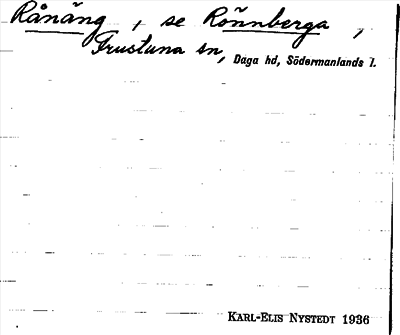 Rånäng, se Rönnberga,
Frustuna sn, Daga hd, Södermanlands l.
KARL-ELIS NYSTEDT 1936